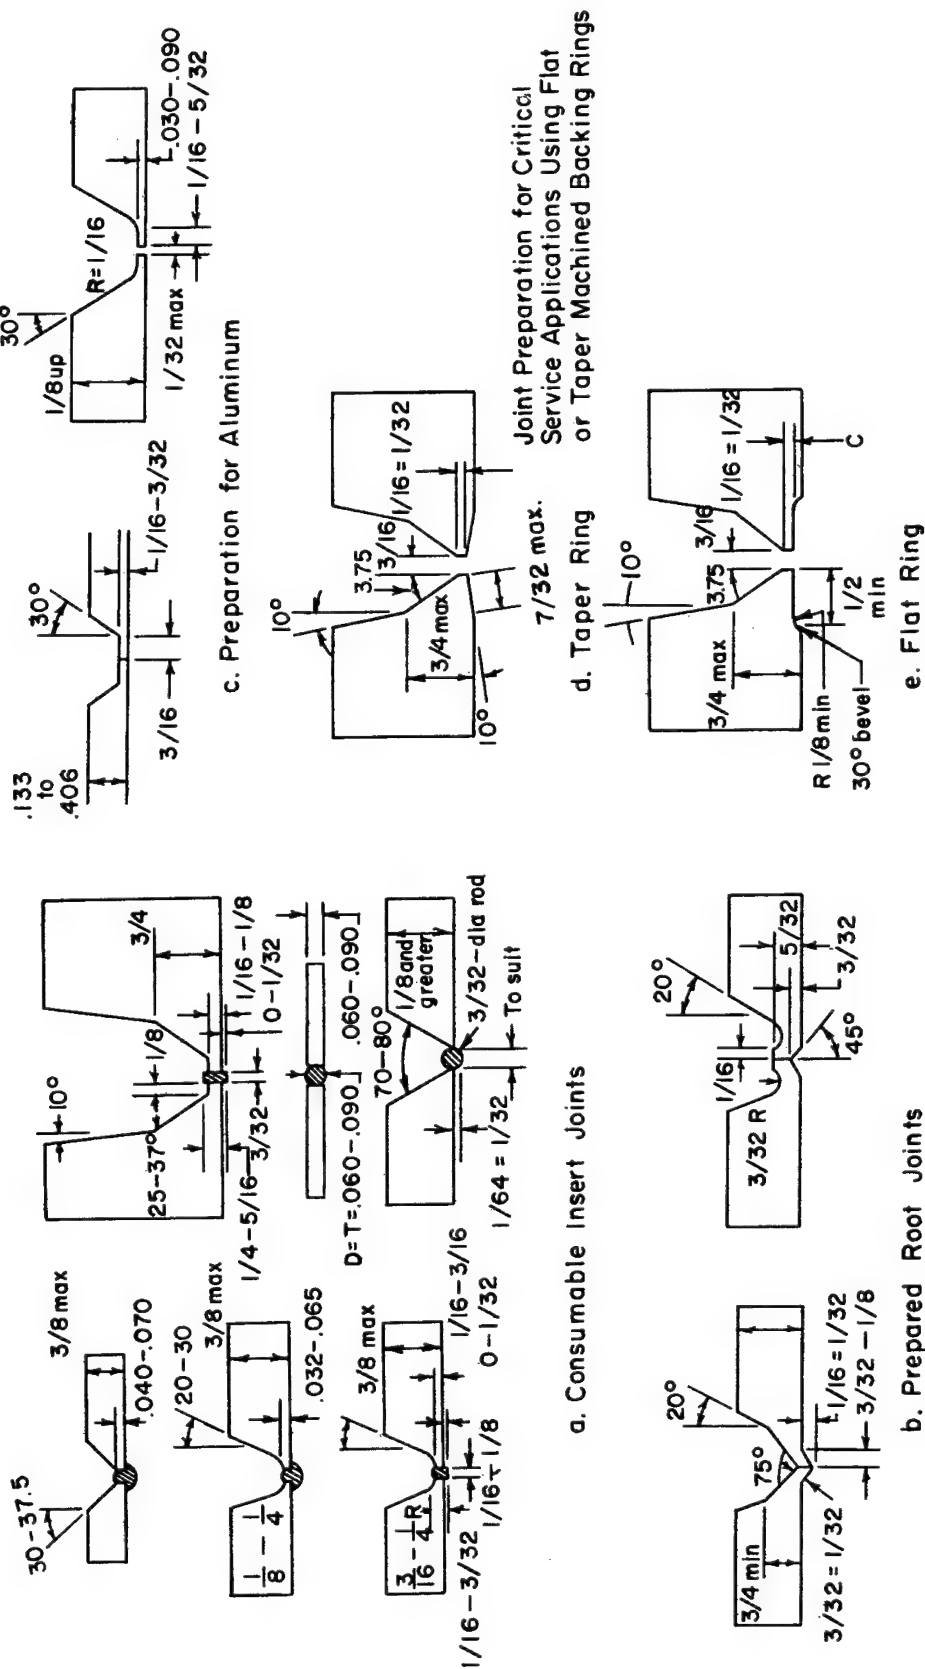 30-37.5
3/8 max
.040-.070
20-30
3/8 max
1/8 - 1/4
.032-.065
3/8 max
3/16 - 1/4 R
1/16-3/16
0-1/32
1/16-1/8
1/16-3/32
10°
1/8
3/4
25-37°
1/16-1/8
0-1/32
3/32
1/4-5/16
D=T=.060-.090
.060-.090
70-80°
1/8 and
greater
3/32-dia rod
To suit
1/64 = 1/32
a. Consumable Insert Joints
20°
75°
3/4 min
1/16=1/32
3/32-1/8
3/32=1/32
20°
1/16
5/32
3/32 R
3/32
45°
b. Prepared Root Joints
.133
to
.406
30°
1/16-3/32
3/16
30°
1/8up
R=1/16
.030-.090
1/16-5/32
1/32 max
c. Preparation for Aluminum
10°
3.75
3/16
1/16=1/32
3/4 max
10°
7/32 max.
d. Taper Ring
Joint Preparation for Critical
Service Applications Using Flat
or Taper Machined Backing Rings
10°
3.75
3/16
1/16=1/32
3/4 max
C
R 1/8 min
30° bevel
1/2
min
e. Flat Ring